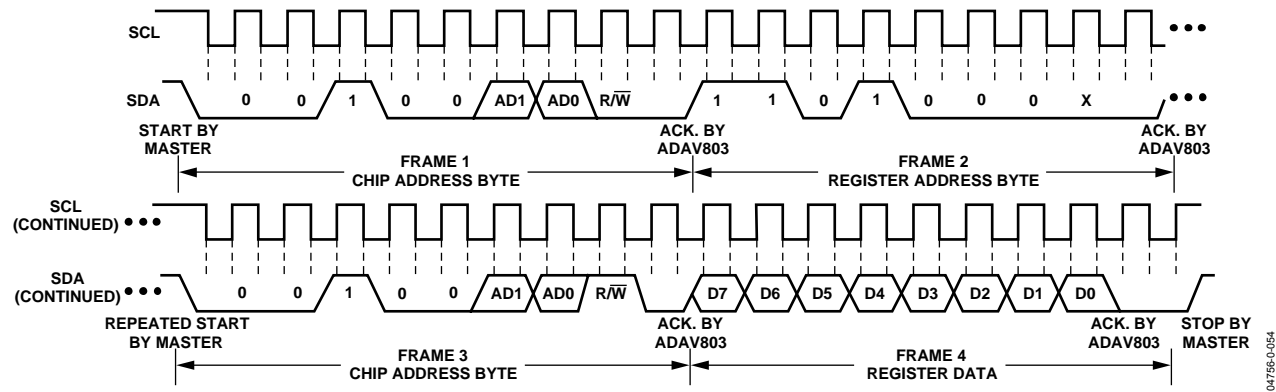 SCL
SDA 0 0 1 0 0 AD1 AD0 R/W̅ 1 1 0 1 0 0 0 X
START BY MASTER
ACK. BY ADAV803
ACK. BY ADAV803
FRAME 1
CHIP ADDRESS BYTE
FRAME 2
REGISTER ADDRESS BYTE
SCL
(CONTINUED)
SDA
(CONTINUED)
0 0 1 0 0 AD1 AD0 R/W̅ D7 D6 D5 D4 D3 D2 D1 D0
REPEATED START
BY MASTER
ACK. BY
ADAV803
ACK. BY
ADAV803
STOP BY
MASTER
FRAME 3
CHIP ADDRESS BYTE
FRAME 4
REGISTER DATA
04756-0-054